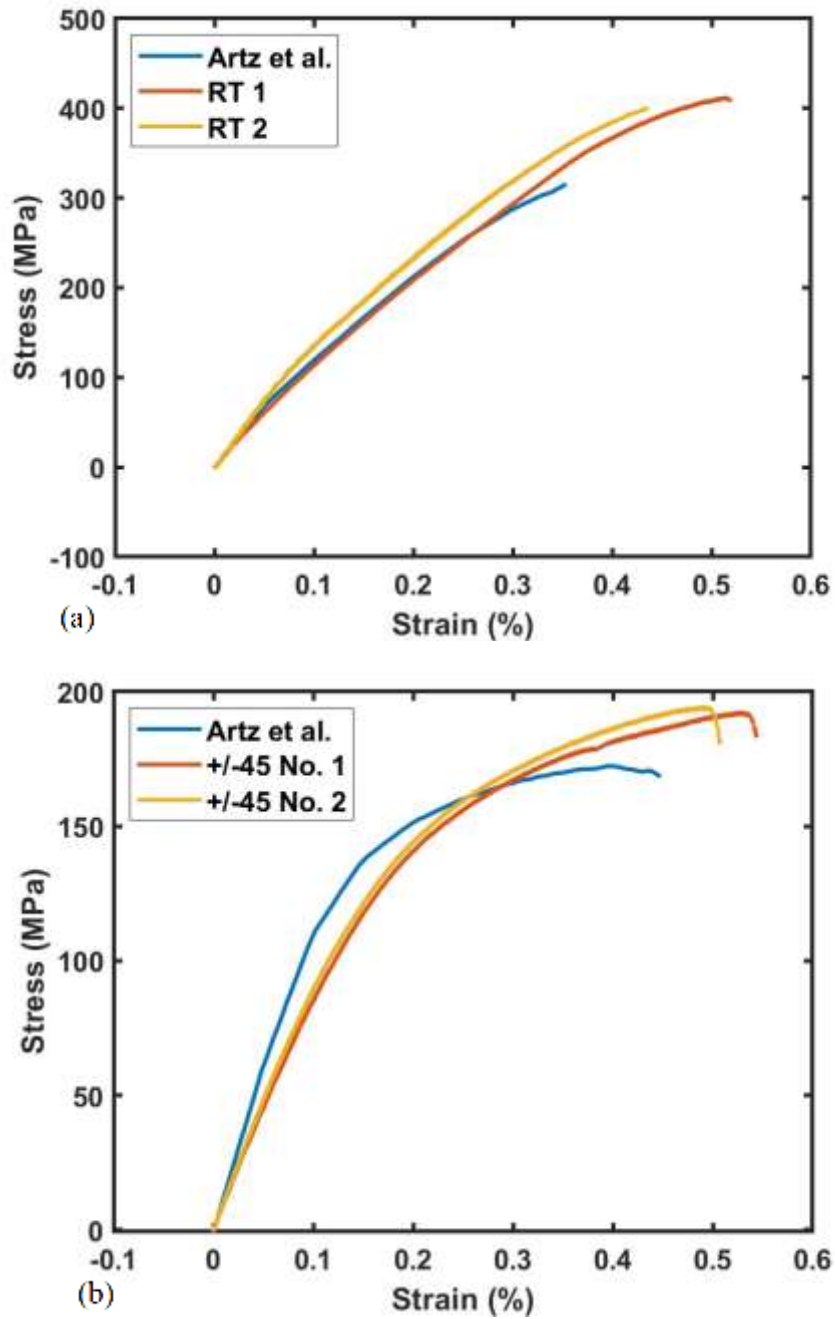 500
400
300
200
100
0
-100
Stress (MPa)
Artz et al.
RT 1
RT 2
-0.1 0 0.1 0.2 0.3 0.4 0.5 0.6
Strain (%)
(a)
200
150
100
50
0
Stress (MPa)
Artz et al.
+/-45 No. 1
+/-45 No. 2
-0.1 0 0.1 0.2 0.3 0.4 0.5 0.6
Strain (%)
(b)